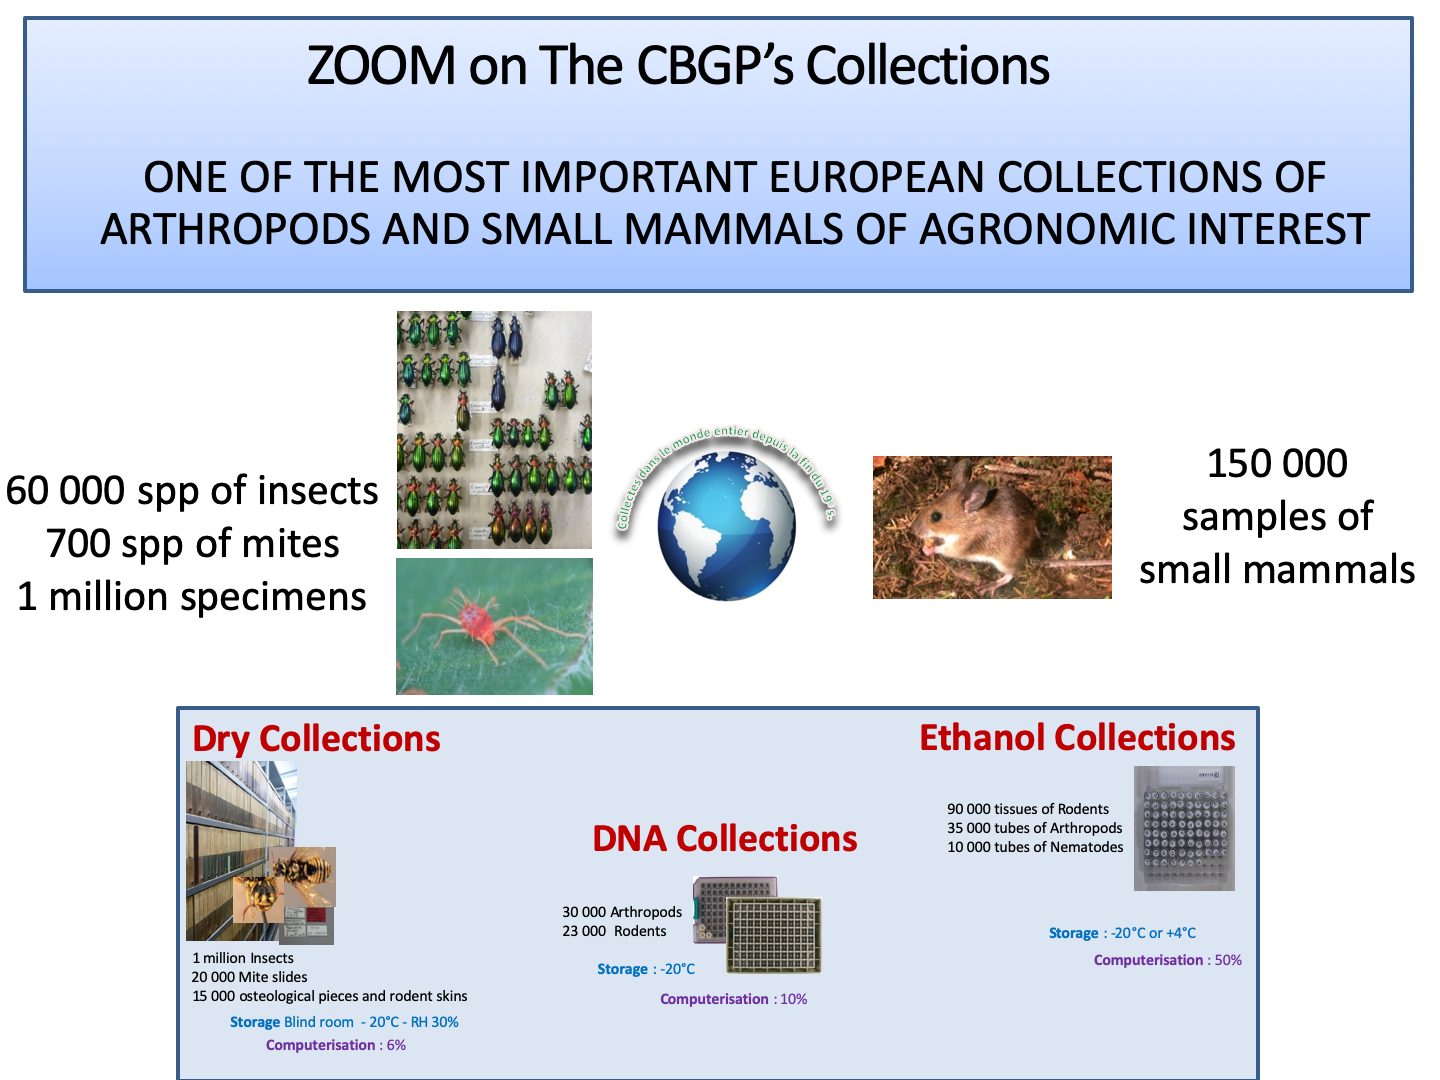 ZOOM on The CBGP’s Collections
ONE OF THE MOST IMPORTANT EUROPEAN COLLECTIONS OF
ARTHROPODS AND SMALL MAMMALS OF AGRONOMIC INTEREST
60 000 spp of insects
700 spp of mites
1 million specimens
Collectes dans le monde entier depuis la fin du 19e s.
150 000
samples of
small mammals
Dry Collections
1 million Insects
20 000 Mite slides
15 000 osteological pieces and rodent skins
Storage Blind room - 20°C - RH 30%
Computerisation : 6%
DNA Collections
30 000 Arthropods
23 000 Rodents
Storage : -20°C
Computerisation : 10%
Ethanol Collections
90 000 tissues of Rodents
35 000 tubes of Arthropods
10 000 tubes of Nematodes
Storage : -20°C or +4°C
Computerisation : 50%